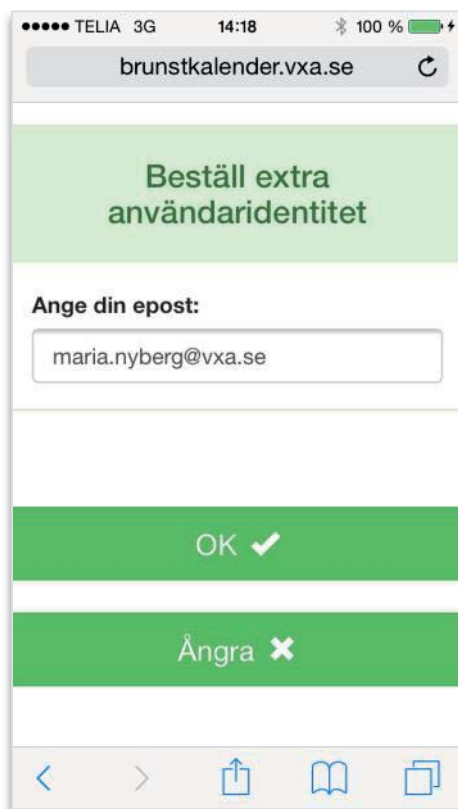 TELIA 3G 14:18 100 %
brunstkalender.vxa.se
Beställ extra
användaridentitet
Ange din epost:
maria.nyberg@vxa.se
OK
Ångra